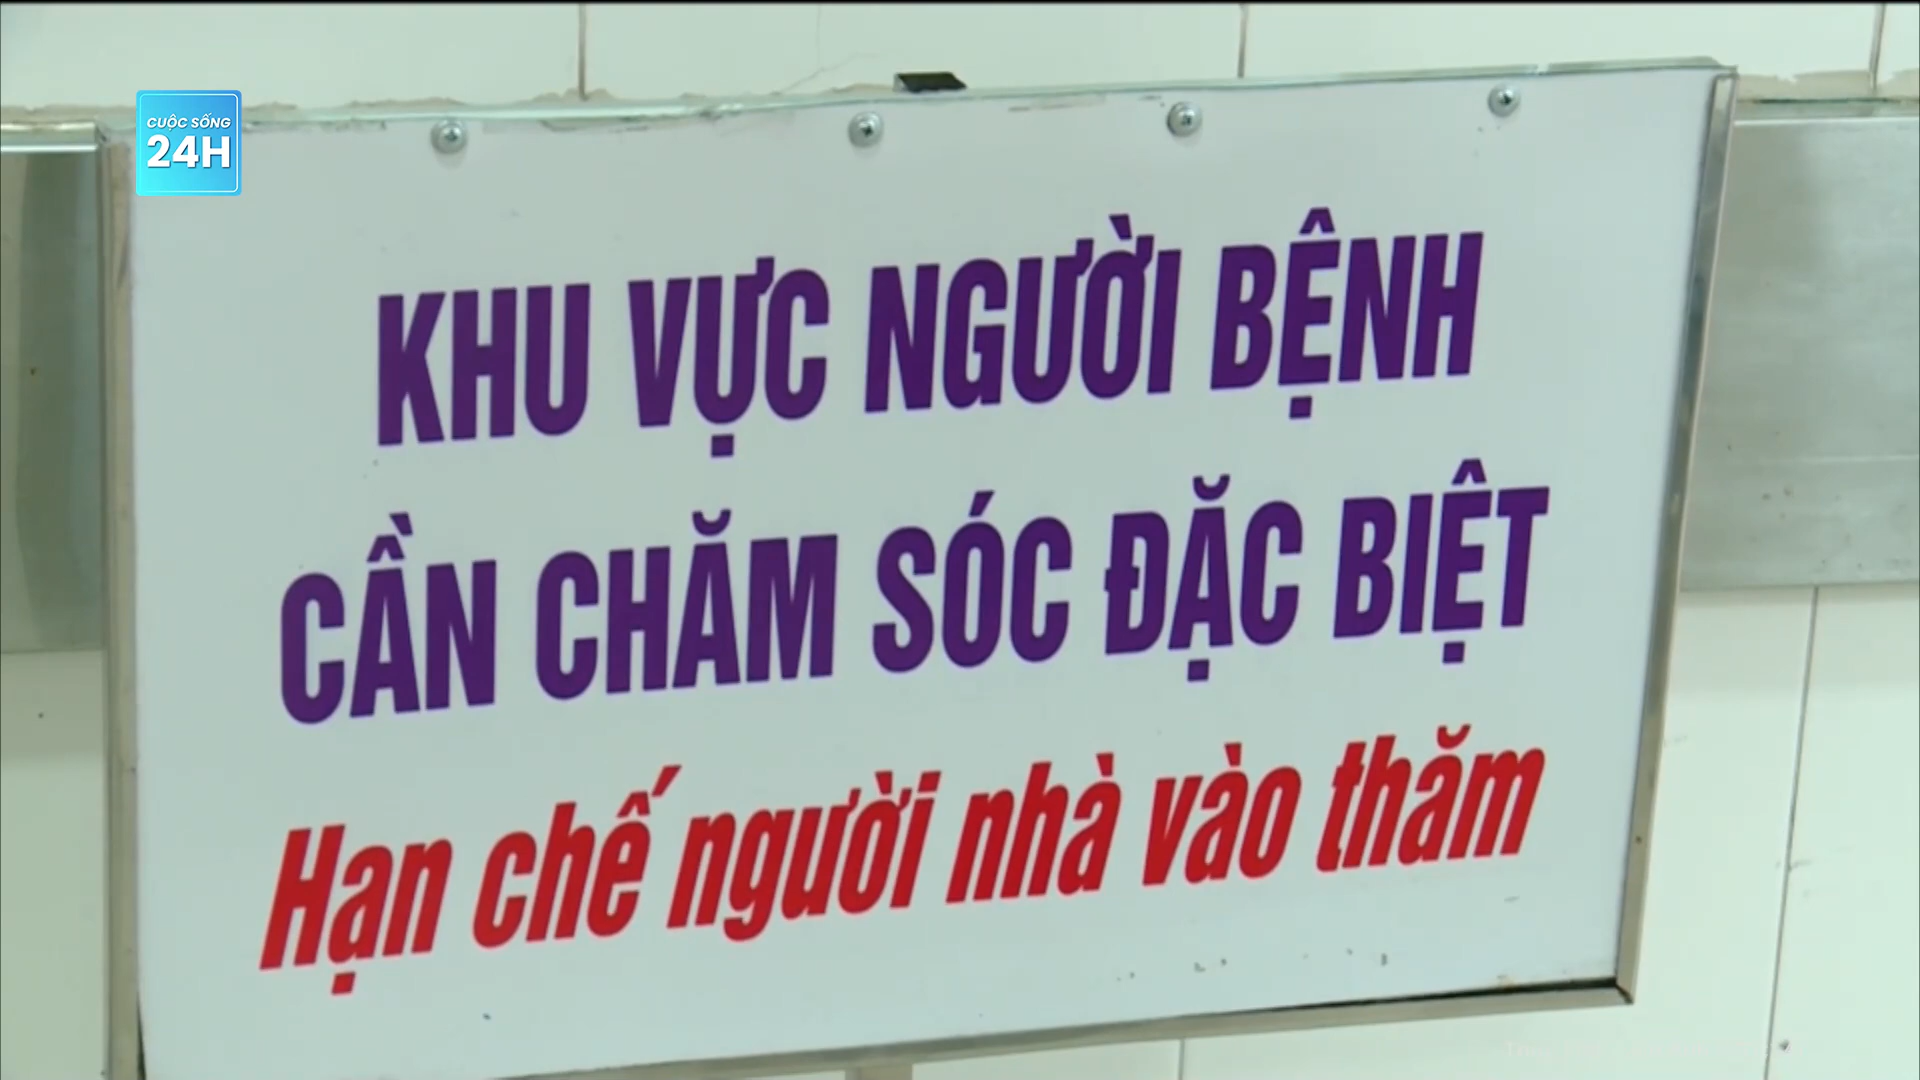 CUỘC SỐNG
24H
KHU VỰC NGƯỜI BỆNH
CẦN CHĂM SÓC ĐẶC BIỆT
Hạn chế người nhà vào thăm